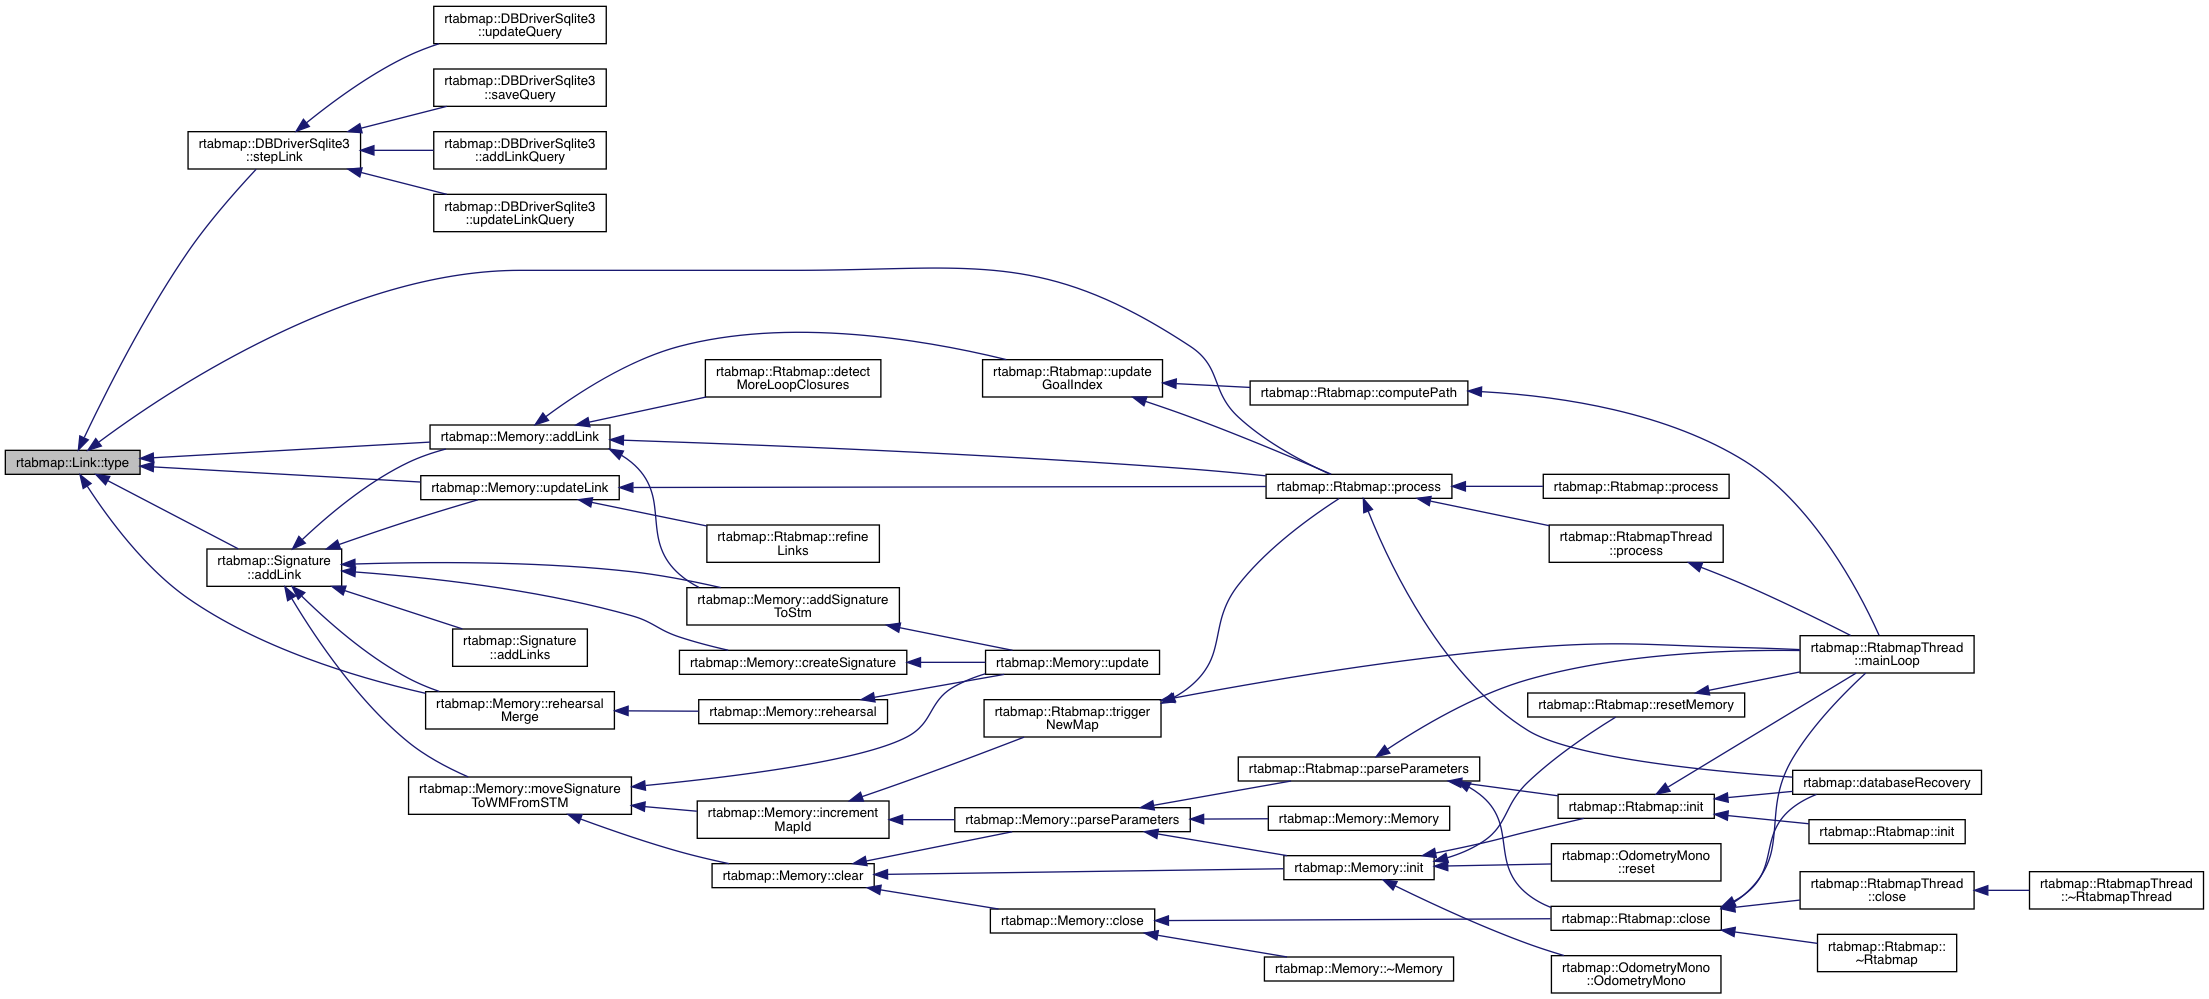 rtabmap::DBDriverSqlite3
::updateQuery
rtabmap::DBDriverSqlite3
::saveQuery
rtabmap::DBDriverSqlite3
::stepLink
rtabmap::DBDriverSqlite3
::addLinkQuery
rtabmap::DBDriverSqlite3
::updateLinkQuery
rtabmap::Rtabmap::detect
MoreLoopClosures
rtabmap::Rtabmap::update
GoalIndex
rtabmap::Rtabmap::computePath
rtabmap::Memory::addLink
rtabmap::Link::type
rtabmap::Memory::updateLink
rtabmap::Rtabmap::process
rtabmap::Rtabmap::process
rtabmap::Rtabmap::refine
Links
rtabmap::RtabmapThread
::process
rtabmap::Signature
::addLink
rtabmap::Memory::addSignature
ToStm
rtabmap::Signature
::addLinks
rtabmap::Memory::createSignature
rtabmap::Memory::update
rtabmap::RtabmapThread
::mainLoop
rtabmap::Memory::rehearsal
Merge
rtabmap::Memory::rehearsal
rtabmap::Rtabmap::trigger
NewMap
rtabmap::Rtabmap::resetMemory
rtabmap::Rtabmap::parseParameters
rtabmap::databaseRecovery
rtabmap::Memory::moveSignature
ToWMFromSTM
rtabmap::Memory::increment
MapId
rtabmap::Memory::parseParameters
rtabmap::Memory::Memory
rtabmap::Rtabmap::init
rtabmap::Rtabmap::init
rtabmap::Memory::clear
rtabmap::Memory::init
rtabmap::OdometryMono
::reset
rtabmap::RtabmapThread
::close
rtabmap::RtabmapThread
::~RtabmapThread
rtabmap::Memory::close
rtabmap::Rtabmap::close
rtabmap::Rtabmap::
~Rtabmap
rtabmap::Memory::~Memory
rtabmap::OdometryMono
::OdometryMono